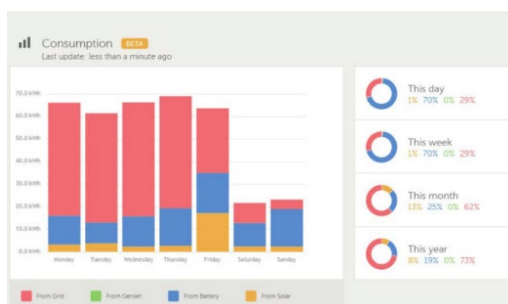 Consumption BETA
Last update: less than a minute ago
70.0 kWh
60.0 kWh
50.0 kWh
40.0 kWh
30.0 kWh
20.0 kWh
10.0 kWh
0.0 kWh
Monday Tuesday Wednesday Thursday Friday Saturday Sunday
From Grid From Genset From Battery From Solar
This day
1% 70% 0% 29%
This week
1% 70% 0% 29%
This month
13% 25% 0% 62%
This year
8% 19% 0% 73%